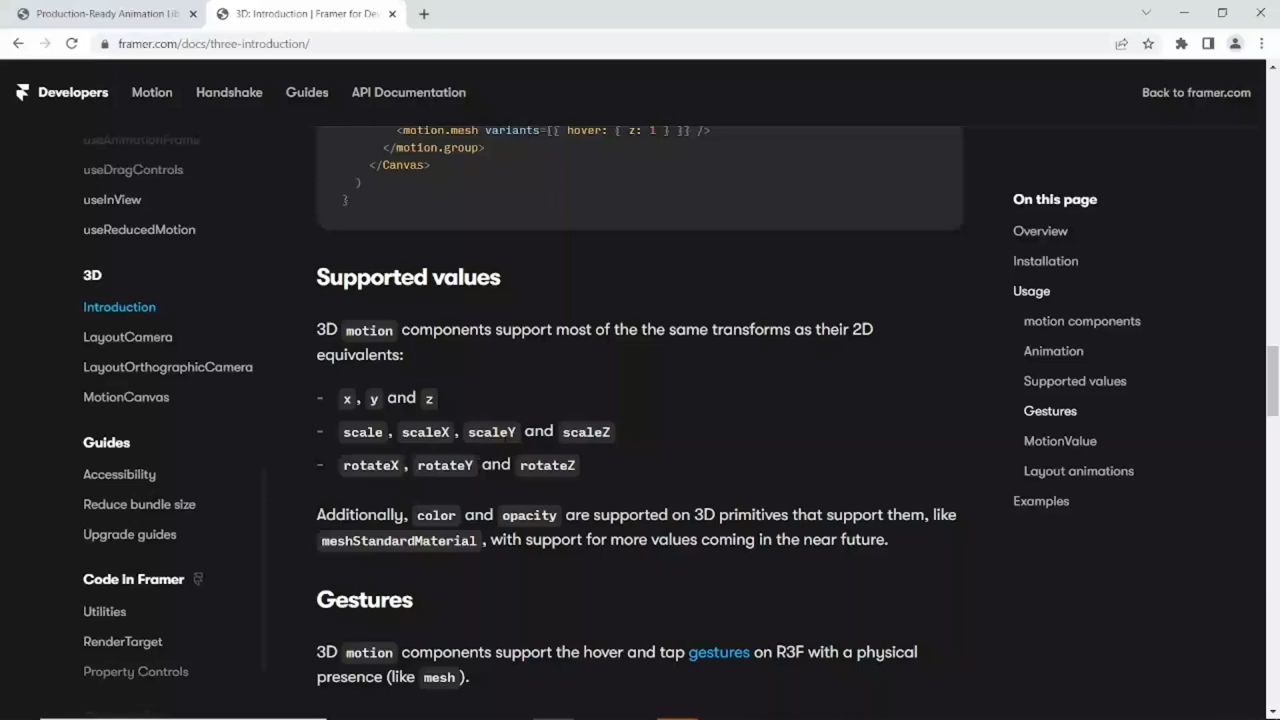 Production-Ready Animation Lib
3D: Introduction | Framer for De
framer.com/docs/three-introduction/
Developers
Motion
Handshake
Guides
API Documentation
Back to framer.com
useAnimationFrame
useDragControls
useInView
useReducedMotion
3D
Introduction
LayoutCamera
LayoutOrthographicCamera
MotionCanvas
Guides
Accessibility
Reduce bundle size
Upgrade guides
Code in Framer
Utilities
RenderTarget
Property Controls
<motion.mesh variants={{ hover: { z: 1 } }} />
</motion.group>
</Canvas>
)
}
Supported values
3D motion components support most of the the same transforms as their 2D
equivalents:
- x, y and z
- scale, scaleX, scaleY and scaleZ
- rotateX, rotateY and rotateZ
Additionally, color and opacity are supported on 3D primitives that support them, like
meshStandardMaterial, with support for more values coming in the near future.
Gestures
3D motion components support the hover and tap gestures on R3F with a physical
presence (like mesh).
On this page
Overview
Installation
Usage
motion components
Animation
Supported values
Gestures
MotionValue
Layout animations
Examples